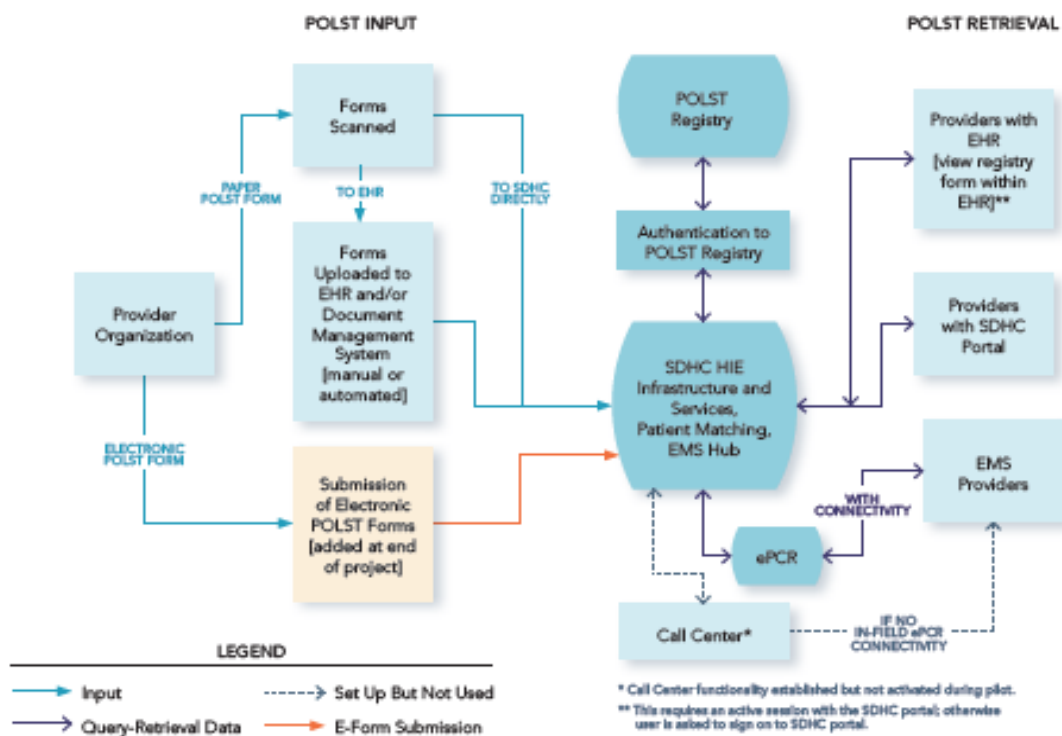 POLST INPUT
POLST RETRIEVAL
Forms
Scanned
PAPER
POLST FORM
TO EHR
TO SDHC
DIRECTLY
Forms
Uploaded to
EHR and/or
Document
Management
System
[manual or
automated]
Provider
Organization
ELECTRONIC
POLST FORM
Submission
of Electronic
POLST Forms
[added at end
of project]
POLST
Registry
Authentication to
POLST Registry
SDHC HIE
Infrastructure and
Services,
Patient Matching,
EMS Hub
Providers with
EHR
[view registry
form within
EHR]**
Providers
with SDHC
Portal
EMS
Providers
WITH
CONNECTIVITY
ePCR
Call Center*
IF NO
IN-FIELD ePCR
CONNECTIVITY
LEGEND
Input
Set Up But Not Used
Query-Retrieval Data
E-Form Submission
* Call Center functionality established but not activated during pilot.
** This requires an active session with the SDHC portal; otherwise
user is asked to sign on to SDHC portal.